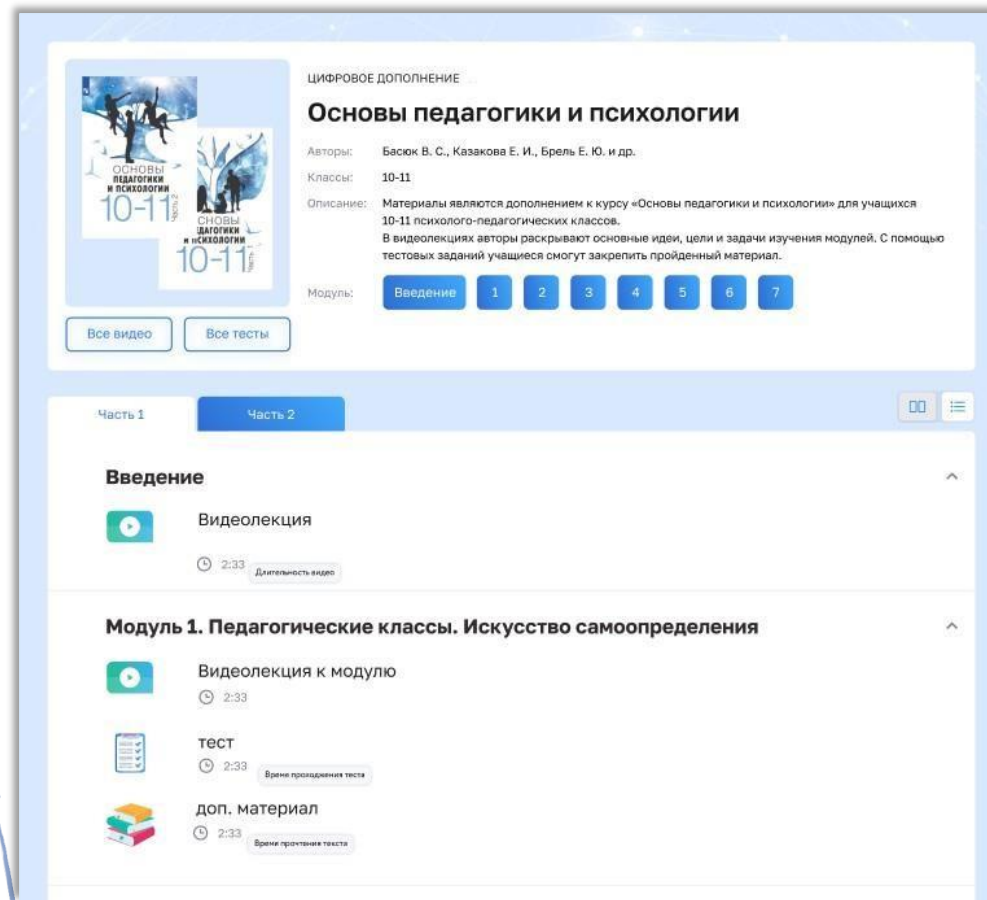 ЦИФРОВОЕ ДОПОЛНЕНИЕ
Основы педагогики и психологии
Авторы: Басюк В. С., Казакова Е. И., Брель Е. Ю. и др.
Классы: 10-11
Описание: Материалы являются дополнением к курсу «Основы педагогики и психологии» для учащихся
10-11 психолого-педагогических классов.
В видеолекциях авторы раскрывают основные идеи, цели и задачи изучения модулей. С помощью
тестовых заданий учащиеся смогут закрепить пройденный материал.
Модуль: Введение 1 2 3 4 5 6 7
ОСНОВЫ
ПЕДАГОГИКИ
И ПСИХОЛОГИИ
10-11
Часть 2
СНОВЫ
ДАГОГИКИ
И ПСИХОЛОГИИ
10-11
Часть 1
Все видео Все тесты
Часть 1 Часть 2
Введение
Видеолекция
2:33 Длительность видео
Модуль 1. Педагогические классы. Искусство самоопределения
Видеолекция к модулю
2:33
тест
2:33 Время прохождения теста
доп. материал
2:33 Время прочтения текста